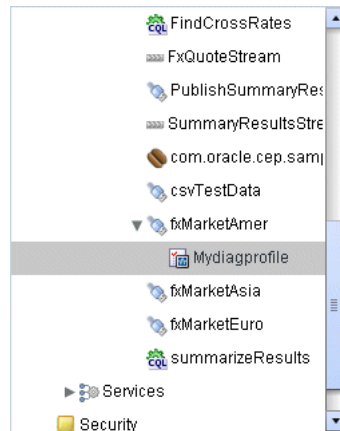 FindCrossRates
FxQuoteStream
PublishSummaryRes
SummaryResultsStre
com.oracle.cep.samp
csvTestData
fxMarketAmer
Mydiagprofile
fxMarketAsia
fxMarketEuro
summarizeResults
Services
Security